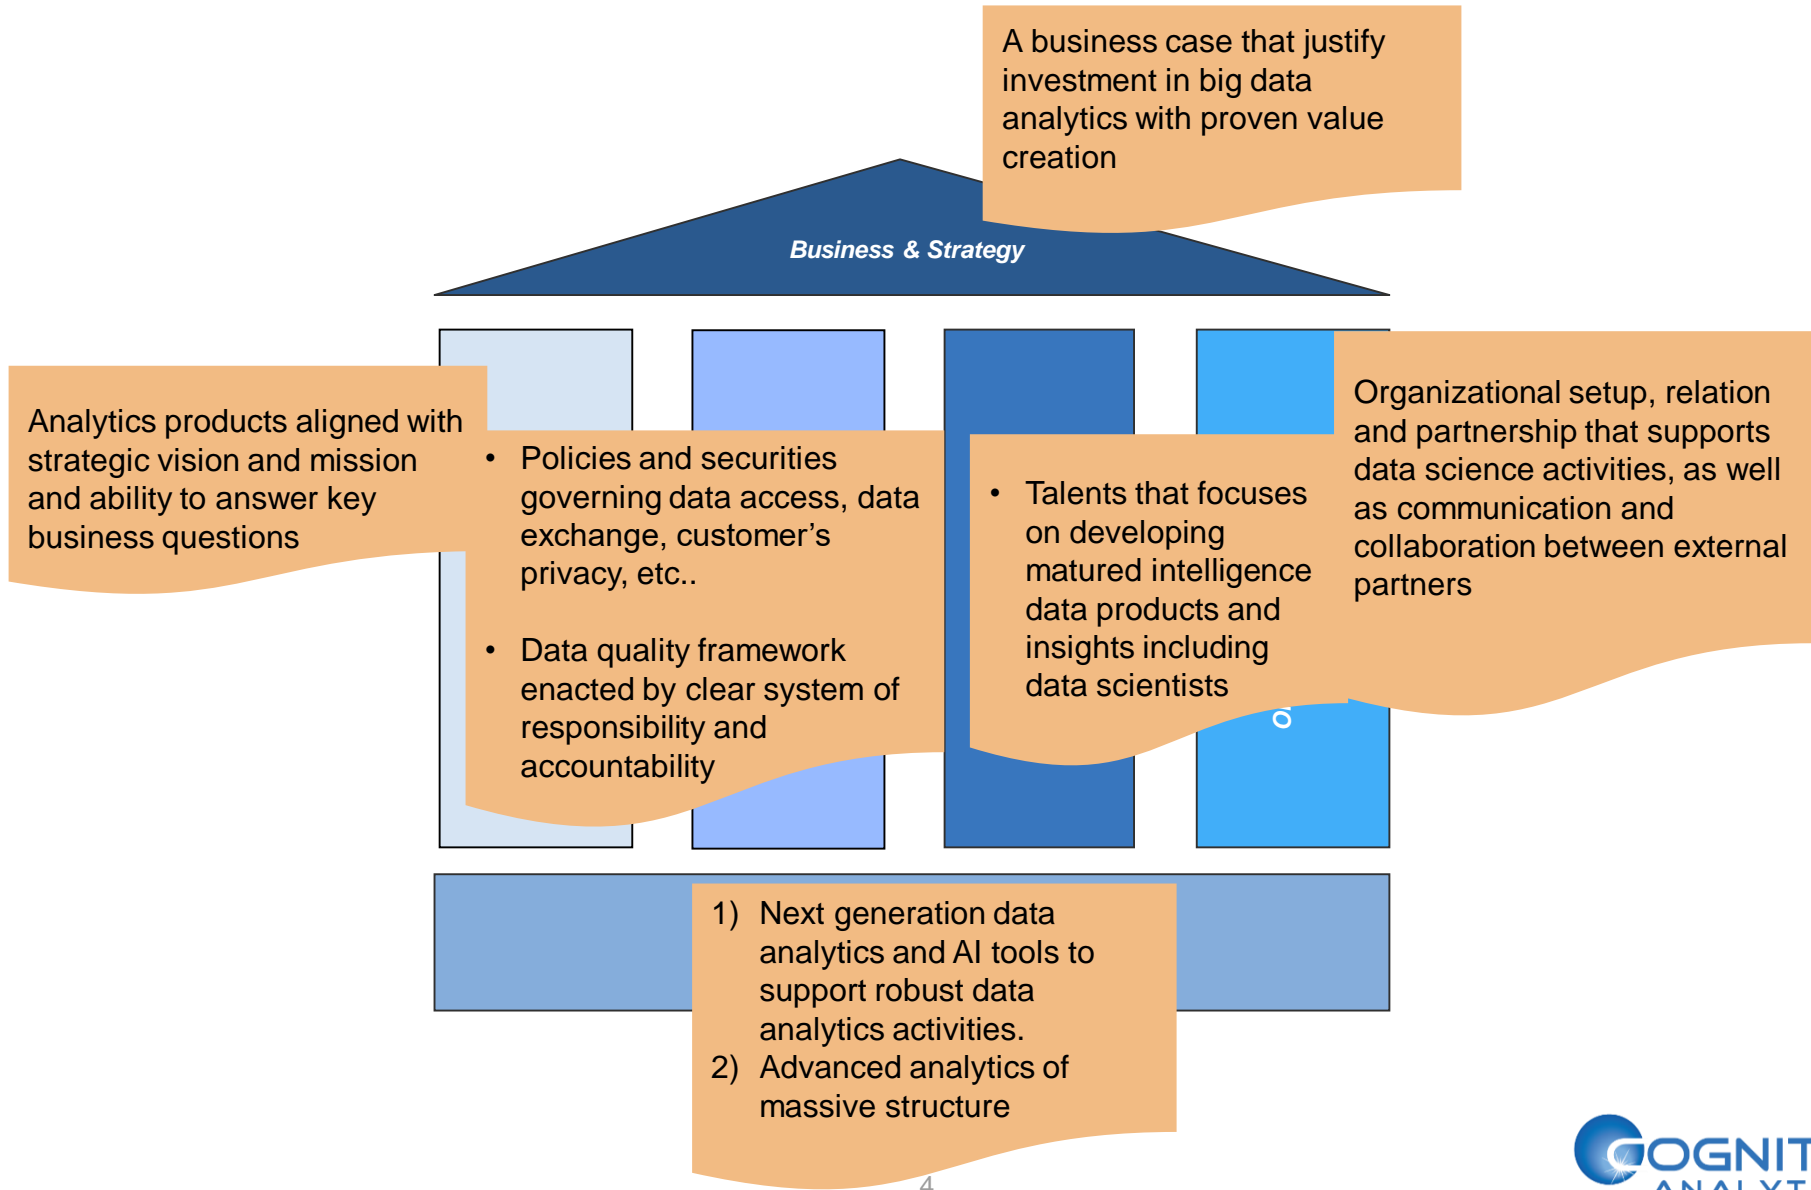 A business case that justify
investment in big data
analytics with proven value
creation
Business & Strategy
Analytics products aligned with
strategic vision and mission
and ability to answer key
business questions
• Policies and securities
governing data access, data
exchange, customer’s
privacy, etc..
• Data quality framework
enacted by clear system of
responsibility and
accountability
• Talents that focuses
on developing
matured intelligence
data products and
insights including
data scientists
Organizational setup, relation
and partnership that supports
data science activities, as well
as communication and
collaboration between external
partners
1) Next generation data
analytics and AI tools to
support robust data
analytics activities.
2) Advanced analytics of
massive structure
4